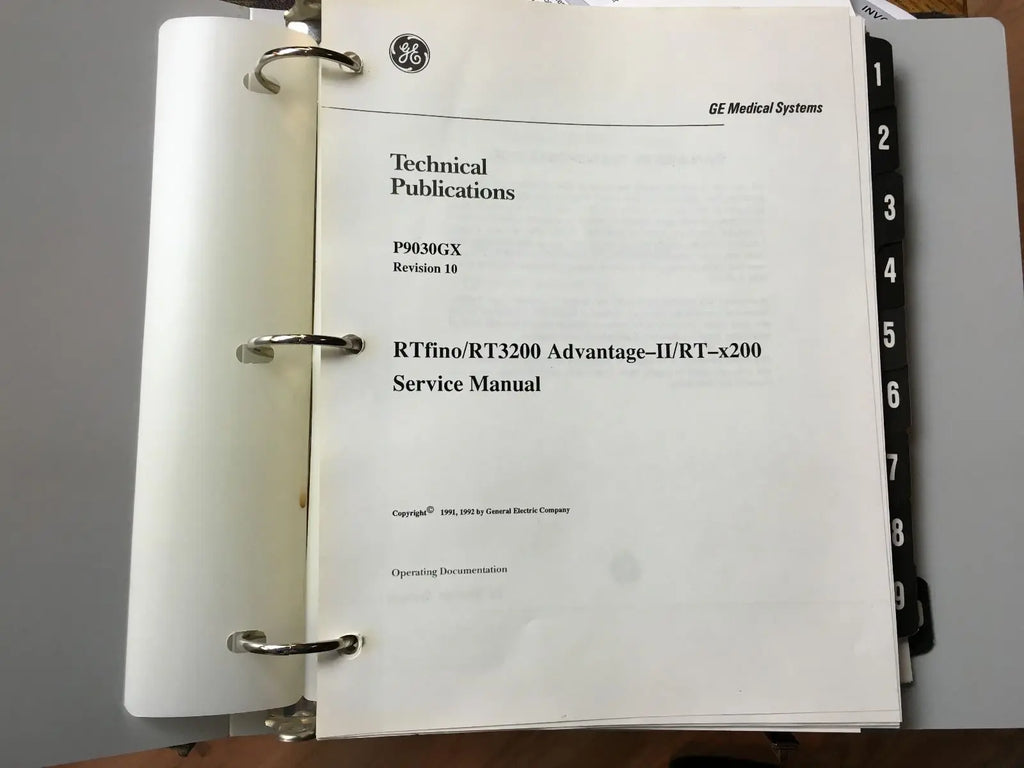 INV
GE
GE Medical Systems
Technical
Publications
P9030GX
Revision 10
RTfino/RT3200 Advantage–II/RT–x200
Service Manual
Copyright© 1991, 1992 by General Electric Company
Operating Documentation
1
2
3
4
5
6
7
8
9